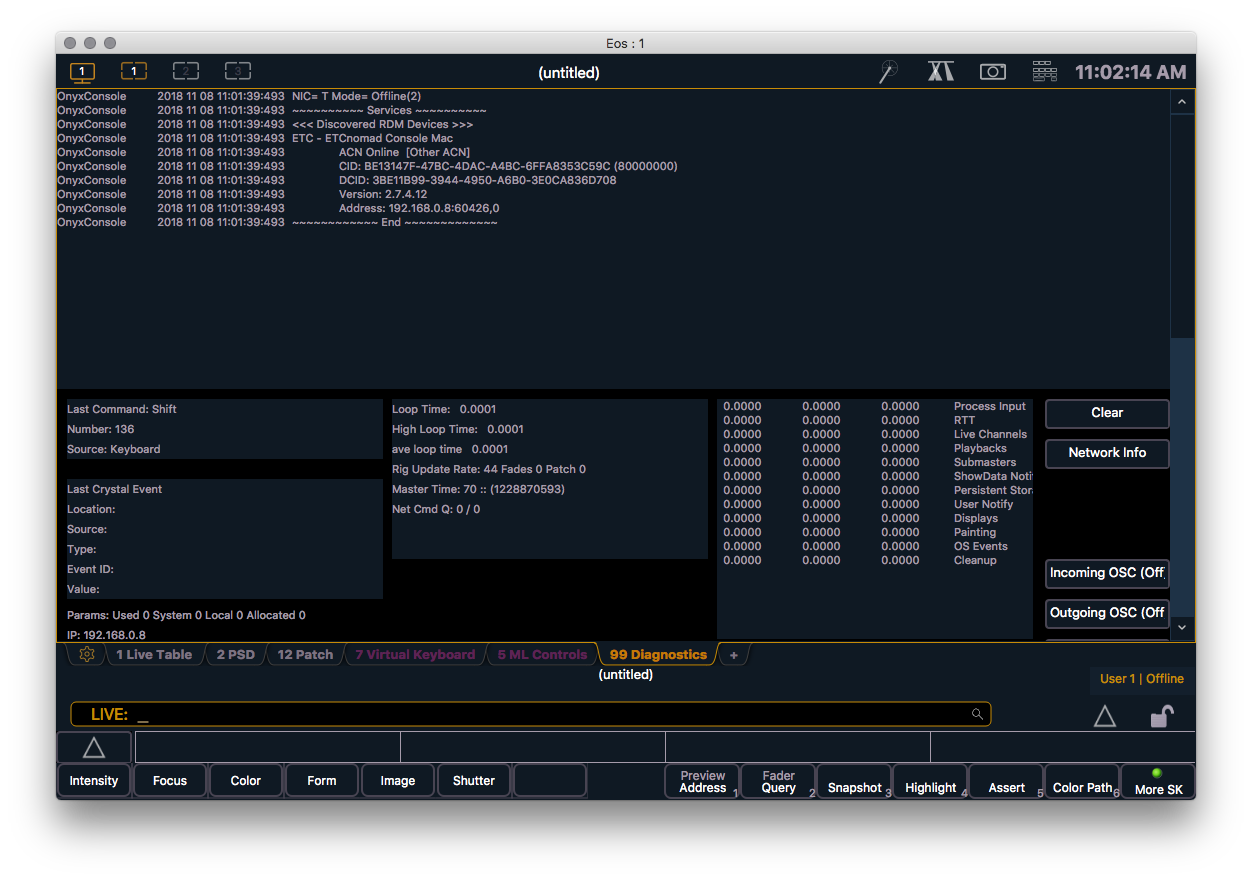 Eos : 1
1 1 2 3 (untitled) 11:02:14 AM
OnyxConsole 2018 11 08 11:01:39:493 NIC= T Mode= Offline(2)
OnyxConsole 2018 11 08 11:01:39:493 ~~~~~~~~~~ Services ~~~~~~~~~~
OnyxConsole 2018 11 08 11:01:39:493 <<< Discovered RDM Devices >>>
OnyxConsole 2018 11 08 11:01:39:493 ETC - ETCnomad Console Mac
OnyxConsole 2018 11 08 11:01:39:493 ACN Online [Other ACN]
OnyxConsole 2018 11 08 11:01:39:493 CID: BE13147F-47BC-4DAC-A4BC-6FFA8353C59C (80000000)
OnyxConsole 2018 11 08 11:01:39:493 DCID: 3BE11B99-3944-4950-A6B0-3E0CA836D708
OnyxConsole 2018 11 08 11:01:39:493 Version: 2.7.4.12
OnyxConsole 2018 11 08 11:01:39:493 Address: 192.168.0.8:60426,0
OnyxConsole 2018 11 08 11:01:39:493 ~~~~~~~~~~~~ End ~~~~~~~~~~~~~
Last Command: Shift
Number: 136
Source: Keyboard
Last Crystal Event
Location:
Source:
Type:
Event ID:
Value:
Params: Used 0 System 0 Local 0 Allocated 0
IP: 192.168.0.8
Loop Time: 0.0001
High Loop Time: 0.0001
ave loop time 0.0001
Rig Update Rate: 44 Fades 0 Patch 0
Master Time: 70 :: (1228870593)
Net Cmd Q: 0 / 0
0.0000 0.0000 0.0000 Process Input
0.0000 0.0000 0.0000 RTT
0.0000 0.0000 0.0000 Live Channels
0.0000 0.0000 0.0000 Playbacks
0.0000 0.0000 0.0000 Submasters
0.0000 0.0000 0.0000 ShowData Noti
0.0000 0.0000 0.0000 Persistent Stor
0.0000 0.0000 0.0000 User Notify
0.0000 0.0000 0.0000 Displays
0.0000 0.0000 0.0000 Painting
0.0000 0.0000 0.0000 OS Events
0.0000 0.0000 0.0000 Cleanup
Clear
Network Info
Incoming OSC (Off
Outgoing OSC (Off
1 Live Table 2 PSD 12 Patch 7 Virtual Keyboard 5 ML Controls 99 Diagnostics +
(untitled)
User 1 | Offline
LIVE: _
Intensity Focus Color Form Image Shutter
Preview Address 1
Fader Query 2
Snapshot 3
Highlight 4
Assert 5
Color Path 6
More SK